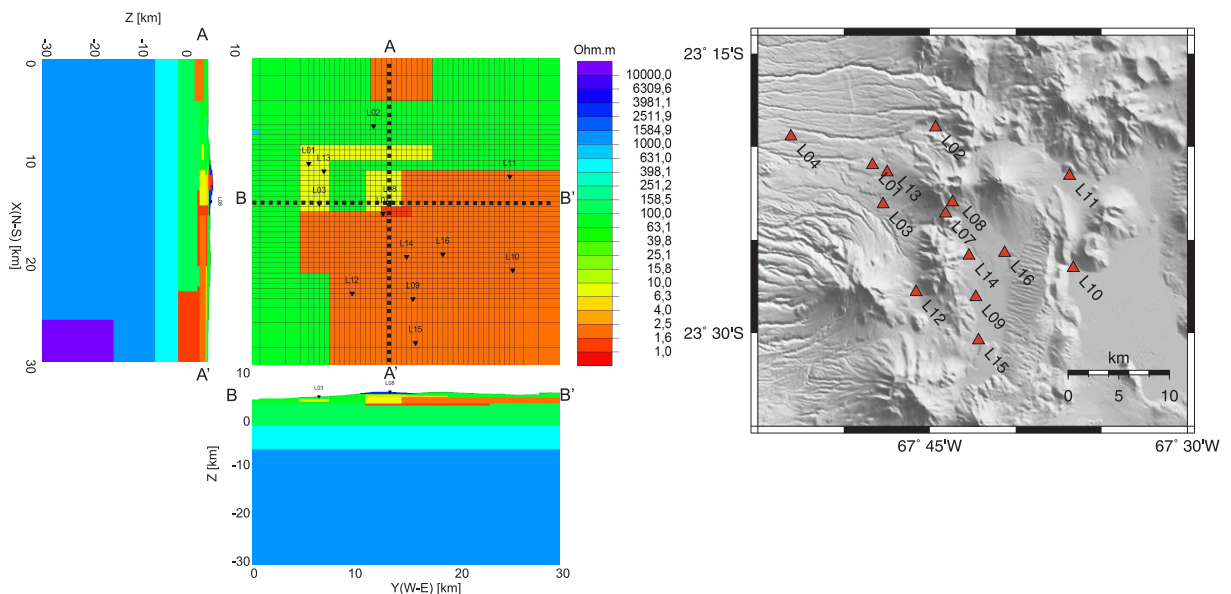 Z [km]
-30
-20
-10
0
10
A
0
10
20
30
X(N-S) [km]
A'
L08
A
Ohm.m
10000,0
6309,6
3981,1
2511,9
1584,9
1000,0
631,0
398,1
251,2
158,5
100,0
63,1
39,8
25,1
15,8
10,0
6,3
4,0
2,5
1,6
1,0
L02
L01
L13
L11
L03
L08
B
B'
L14
L16
L10
L12
L09
L15
A'
10
B
L03
L08
B'
0
-10
-20
-30
Z [km]
0
10
20
30
Y(W-E) [km]
23° 15'S
23° 30'S
L04
L02
L01
L13
L11
L03
L08
L07
L14
L16
L10
L12
L09
L15
km
0
5
10
67° 45'W
67° 30'W